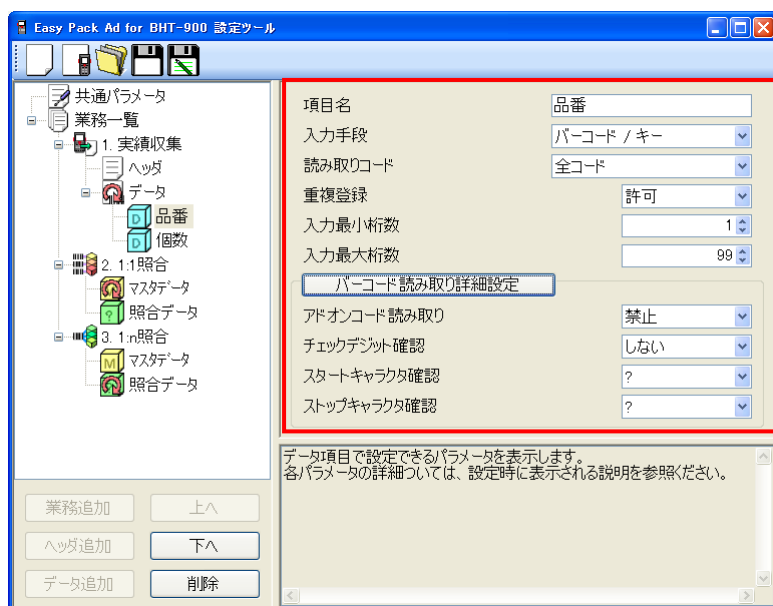 Easy Pack Ad for BHT-900 設定ツール
共通パラメータ
業務一覧
1. 実績収集
ヘッダ
データ
品番
個数
2. 1:1照合
マスタデータ
照合データ
3. 1:n照合
マスタデータ
照合データ
業務追加 上へ
ヘッダ追加 下へ
データ追加 削除
項目名 品番
入力手段 バーコード / キー
読み取りコード 全コード
重複登録 許可
入力最小桁数 1
入力最大桁数 99
バーコード読み取り詳細設定
アドオンコード読み取り 禁止
チェックデジット確認 しない
スタートキャラクタ確認 ?
ストップキャラクタ確認 ?
データ項目で設定できるパラメータを表示します。
各パラメータの詳細ついては、設定時に表示される説明を参照ください。